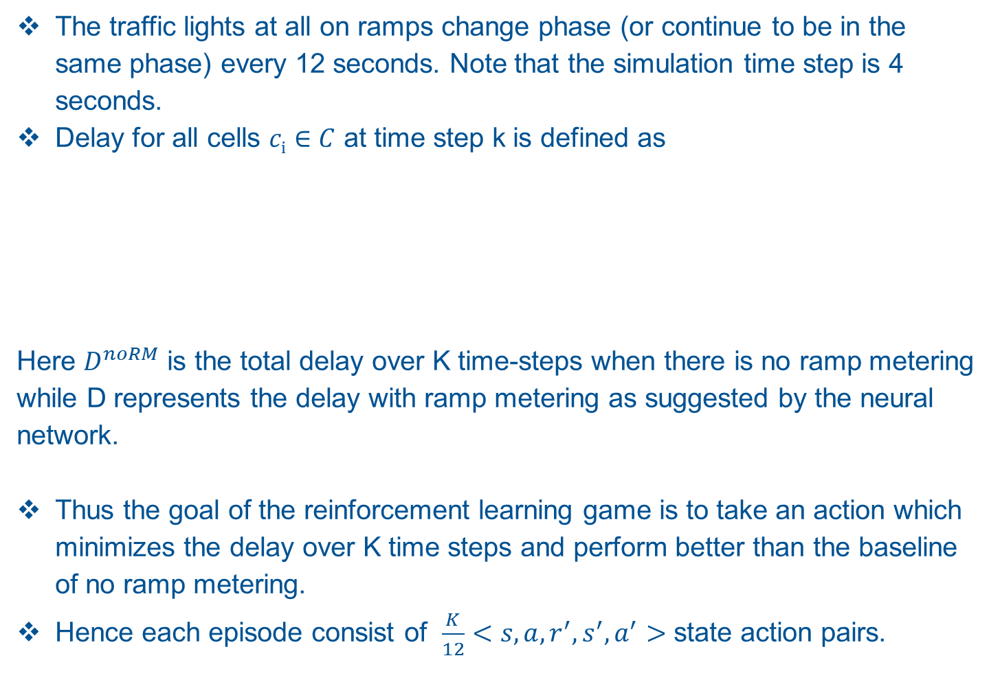 ❖ The traffic lights at all on ramps change phase (or continue to be in the
same phase) every 12 seconds. Note that the simulation time step is 4
seconds.
❖ Delay for all cells $c_{\mathrm{i}} \in C$ at time step k is defined as
Here $D^{noRM}$ is the total delay over K time-steps when there is no ramp metering
while D represents the delay with ramp metering as suggested by the neural
network.
❖ Thus the goal of the reinforcement learning game is to take an action which
minimizes the delay over K time steps and perform better than the baseline
of no ramp metering.
❖ Hence each episode consist of $\frac{K}{12} < s, a, r', s', a' >$ state action pairs.